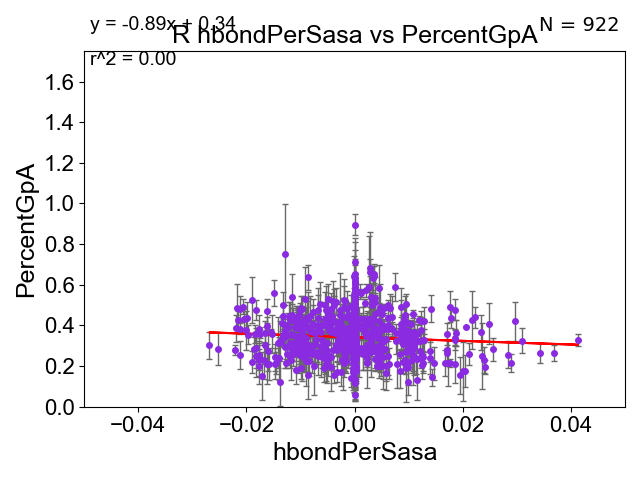 y = -0.89x + 0.34
R hbondPerSasa vs PercentGpA
N = 922
r^2 = 0.00
PercentGpA
1.6
1.4
1.2
1.0
0.8
0.6
0.4
0.2
0.0
−0.04 −0.02 0.00 0.02 0.04
hbondPerSasa